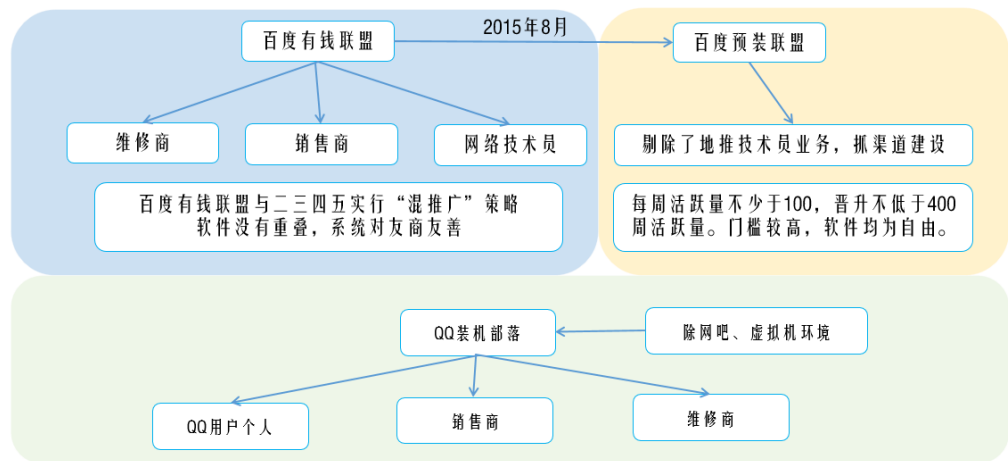 百度有钱联盟
2015年8月
百度预装联盟
维修商
销售商
网络技术员
剔除了地推技术员业务，抓渠道建设
百度有钱联盟与二三四五实行“混推广”策略
软件没有重叠，系统对友商友善
每周活跃量不少于100，晋升不低于400
周活跃量。门槛较高，软件均为自由。
QQ装机部落
除网吧、虚拟机环境
QQ用户个人
销售商
维修商